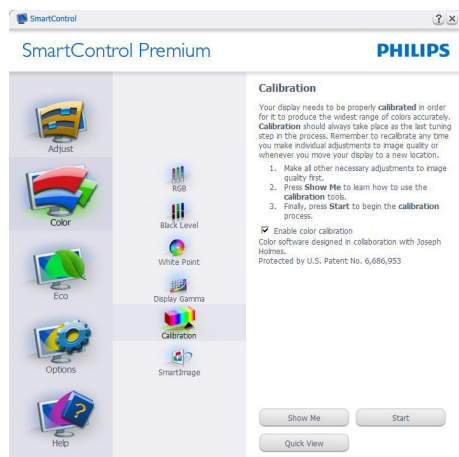 SmartControl
SmartControl Premium
PHILIPS
Adjust
Color
Eco
Options
Help
RGB
Black Level
White Point
Display Gamma
Calibration
SmartImage
Calibration
Your display needs to be properly calibrated in order
for it to produce the widest range of colors accurately.
Calibration should always take place as the last tuning
step in the process. Remember to recalibrate any time
you make individual adjustments to image quality or
whenever you move your display to a new location.
1. Make all other necessary adjustments to image
quality first.
2. Press Show Me to learn how to use the
calibration tools.
3. Finally, press Start to begin the calibration
process.
Enable color calibration
Color software designed in collaboration with Joseph
Holmes.
Protected by U.S. Patent No. 6,686,953
Show Me
Start
Quick View